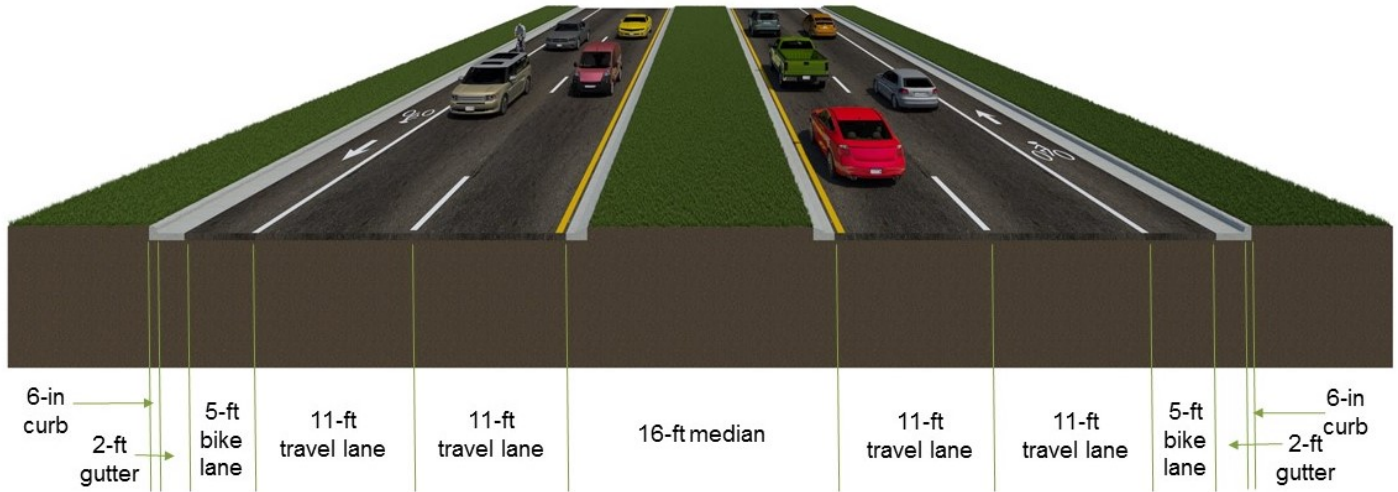 6-in
curb
2-ft
gutter
5-ft
bike
lane
11-ft
travel lane
11-ft
travel lane
16-ft median
11-ft
travel lane
11-ft
travel lane
5-ft
bike
lane
2-ft
gutter
6-in
curb